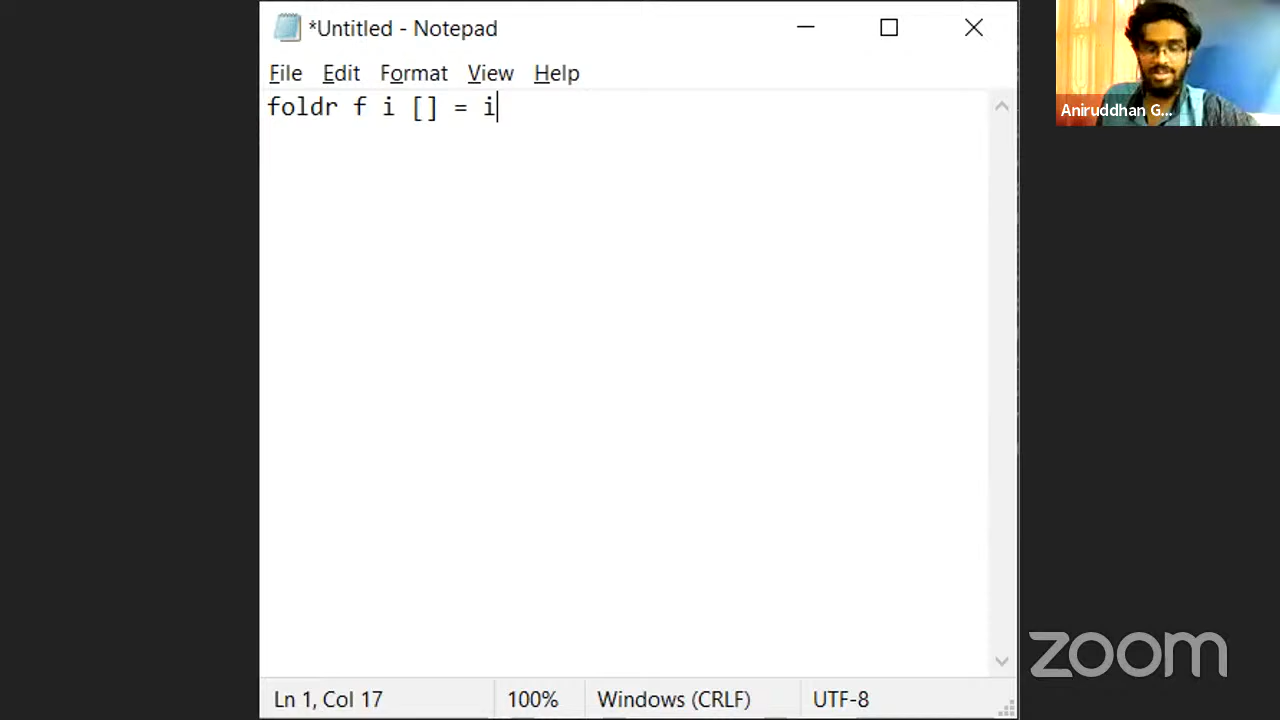 *Untitled - Notepad
File Edit Format View Help
foldr f i [] = i
Ln 1, Col 17 100% Windows (CRLF) UTF-8
Aniruddhan G...
zoom